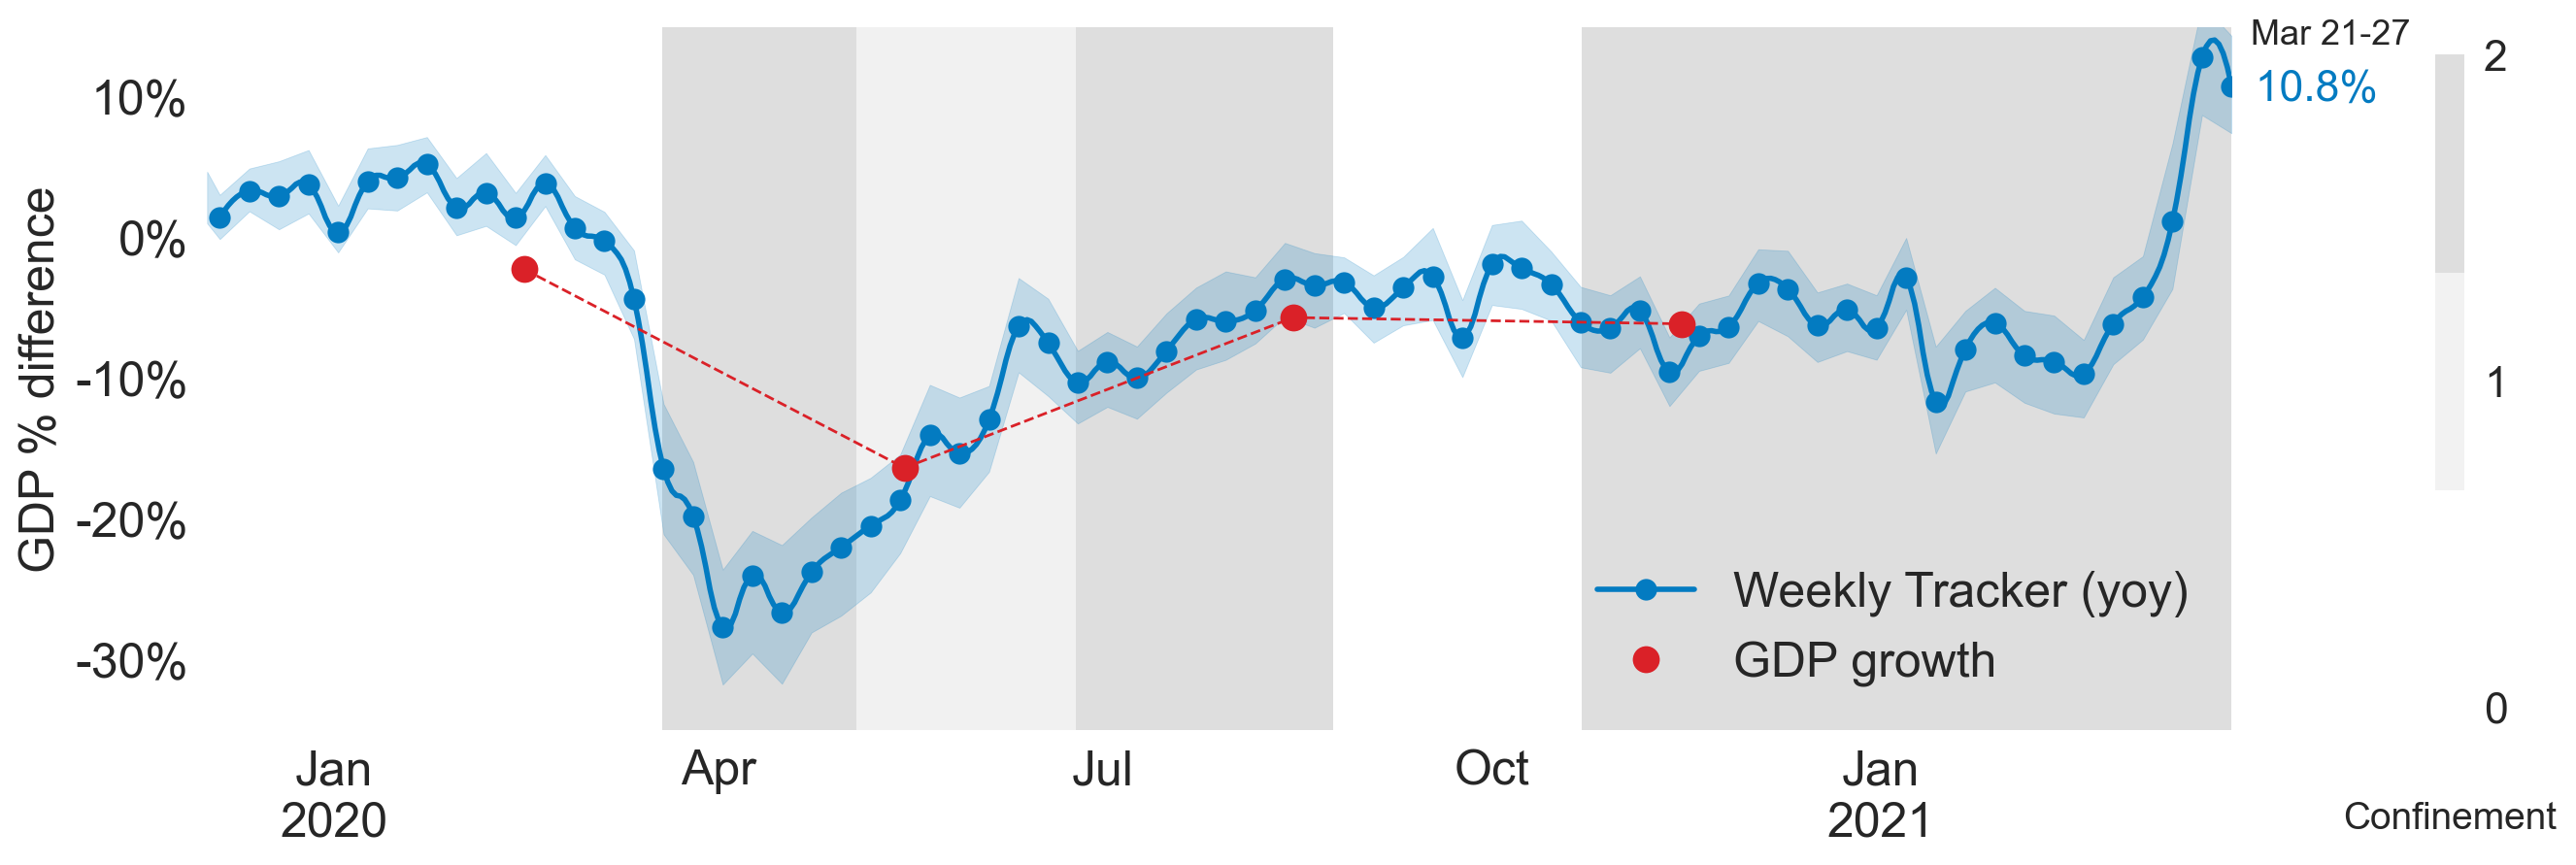 Mar 21-27
10.8%
GDP % difference
10%
0%
-10%
-20%
-30%
Weekly Tracker (yoy)
GDP growth
Jan
2020
Apr
Jul
Oct
Jan
2021
2
1
0
Confinement